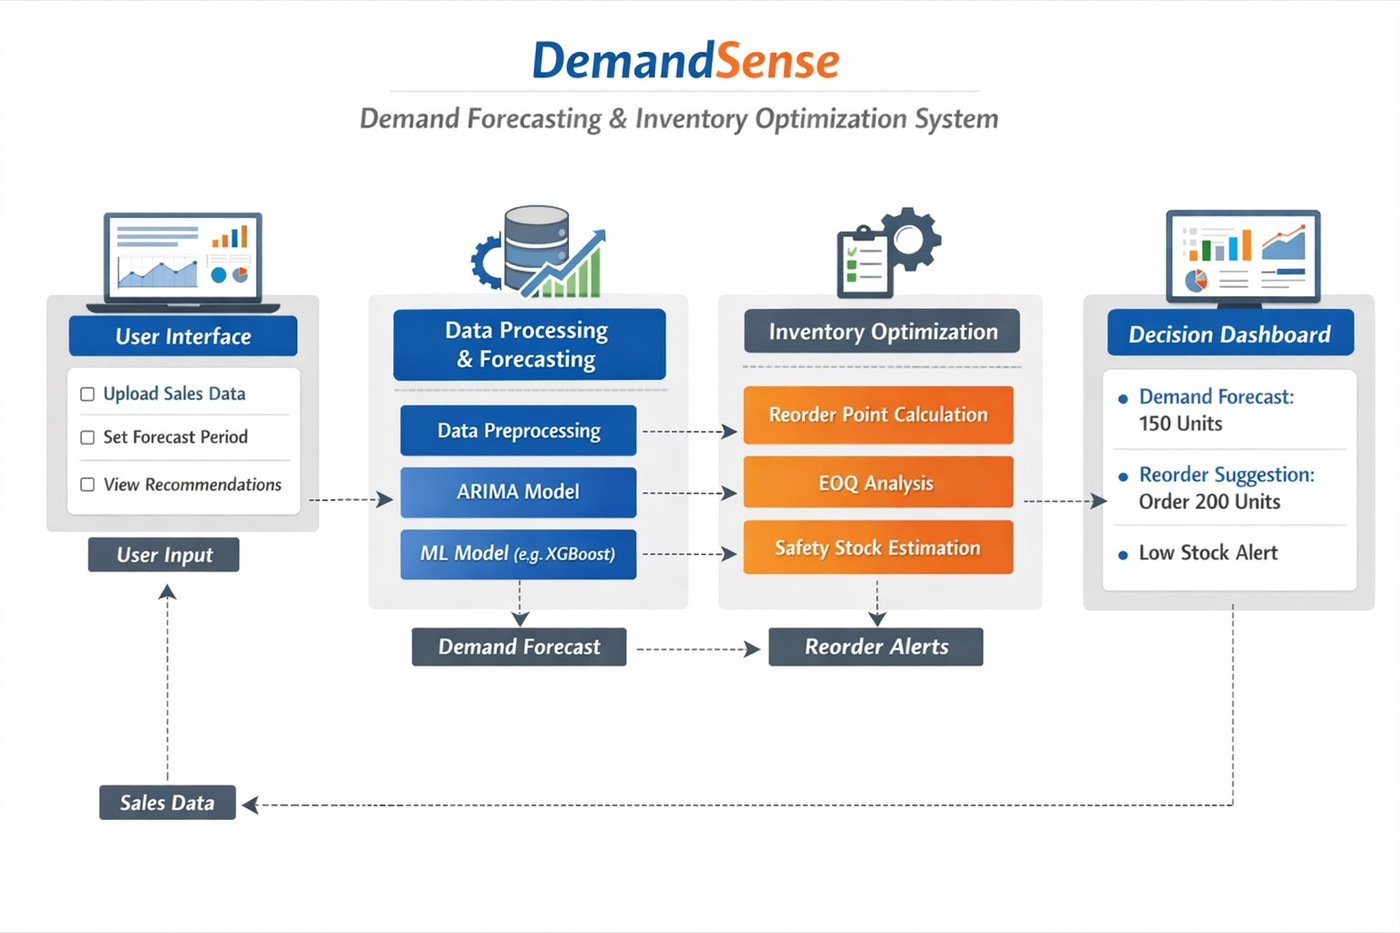 DemandSense
Demand Forecasting & Inventory Optimization System
User Interface
Upload Sales Data
Set Forecast Period
View Recommendations
User Input
Data Processing
& Forecasting
Data Preprocessing
ARIMA Model
ML Model (e.g. XGBoost)
Demand Forecast
Inventory Optimization
Reorder Point Calculation
EOQ Analysis
Safety Stock Estimation
Reorder Alerts
Decision Dashboard
Demand Forecast:
150 Units
Reorder Suggestion:
Order 200 Units
Low Stock Alert
Sales Data